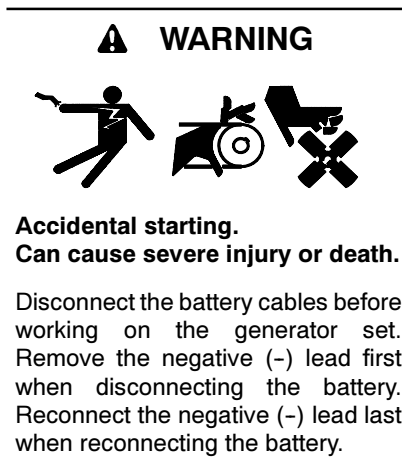 WARNING
Accidental starting.
Can cause severe injury or death.
Disconnect the battery cables before
working on the generator set.
Remove the negative (-) lead first
when disconnecting the battery.
Reconnect the negative (-) lead last
when reconnecting the battery.